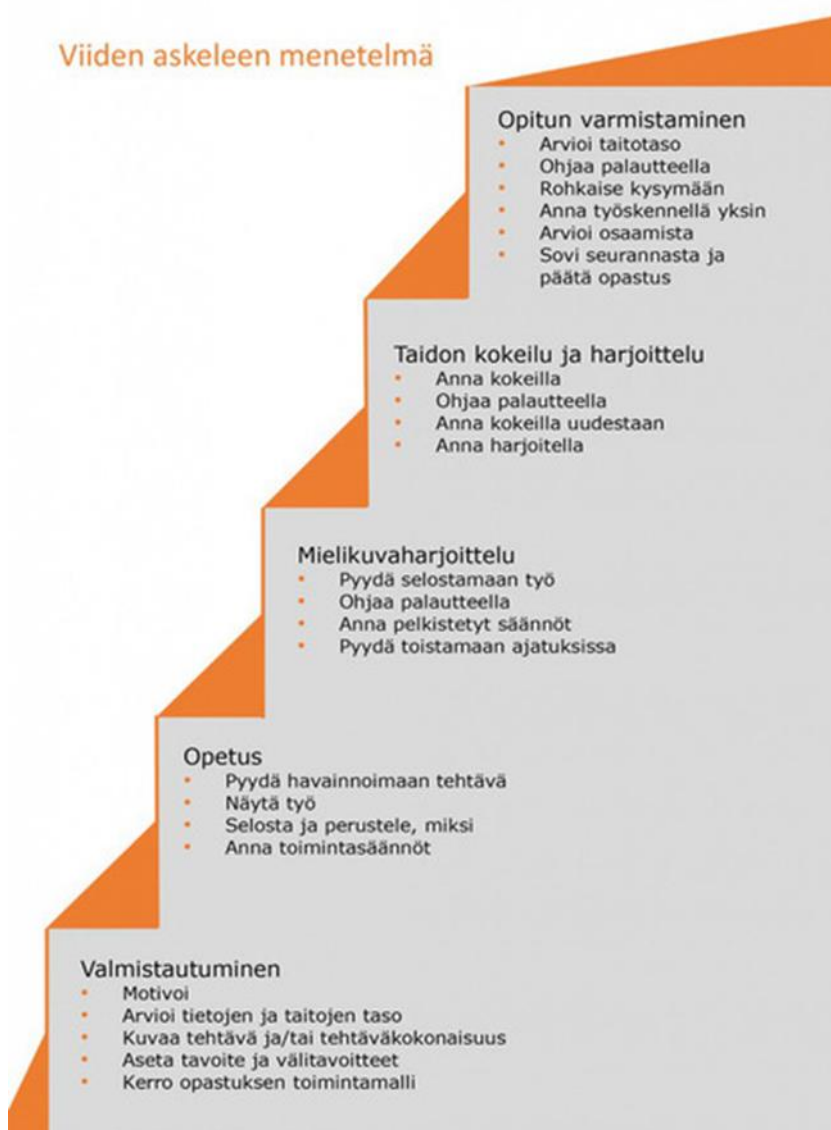 Viiden askeleen menetelmä
Opitun varmistaminen
• Arvioi taitotaso
• Ohjaa palautteella
• Rohkaise kysymään
• Anna työskennellä yksin
• Arvioi osaamista
• Sovi seurannasta ja
päätä opastus
Taidon kokeilu ja harjoittelu
• Anna kokeilla
• Ohjaa palautteella
• Anna kokeilla uudestaan
• Anna harjoitella
Mielikuvaharjoittelu
• Pyydä selostamaan työ
• Ohjaa palautteella
• Anna pelkistetyt säännöt
• Pyydä toistamaan ajatuksissa
Opetus
• Pyydä havainnoimaan tehtävä
• Näytä työ
• Selosta ja perustele, miksi
• Anna toimintasäännöt
Valmistautuminen
• Motivoi
• Arvioi tietojen ja taitojen taso
• Kuvaa tehtävä ja/tai tehtäväkokonaisuus
• Aseta tavoite ja välitavoitteet
• Kerro opastuksen toimintamalli